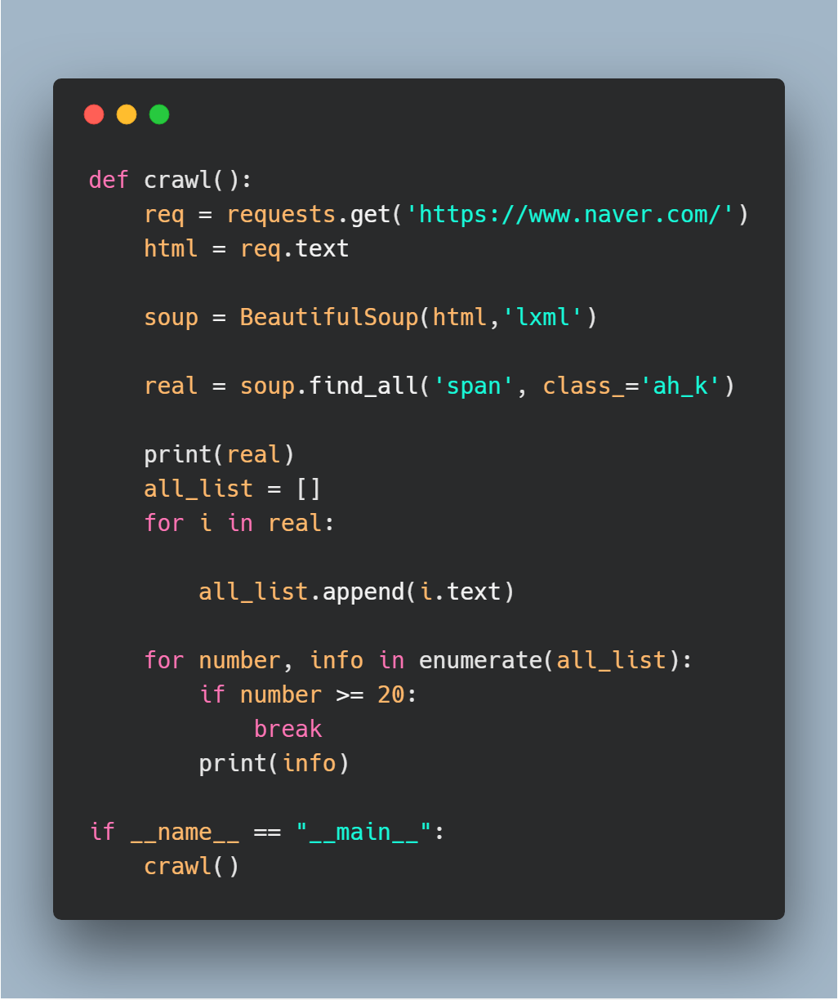 def crawl():
    req = requests.get('https://www.naver.com/')
    html = req.text

    soup = BeautifulSoup(html,'lxml')

    real = soup.find_all('span', class_='ah_k')

    print(real)
    all_list = []
    for i in real:

        all_list.append(i.text)

    for number, info in enumerate(all_list):
        if number >= 20:
            break
        print(info)

if __name__ == "__main__":
    crawl()